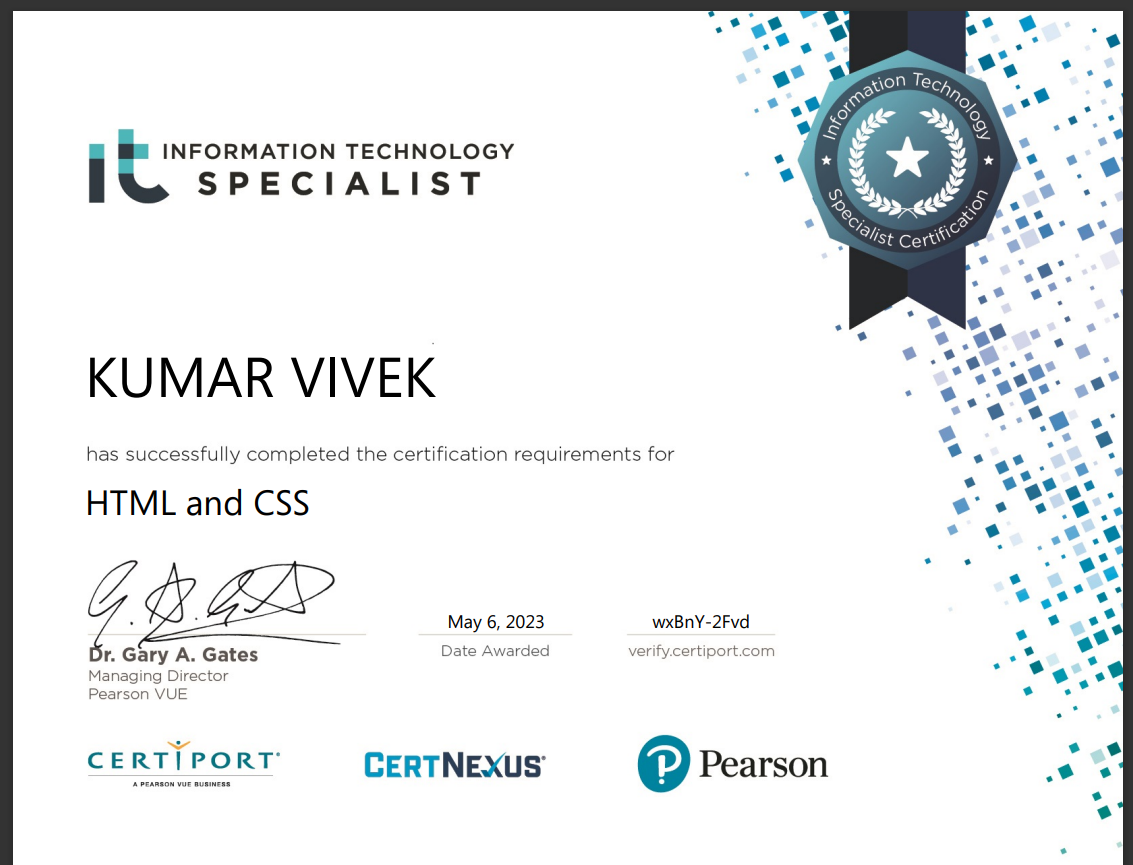 Information Technology
Specialist Certification
it INFORMATION TECHNOLOGY
SPECIALIST
KUMAR VIVEK
has successfully completed the certification requirements for
HTML and CSS
May 6, 2023
wxBnY-2Fvd
Dr. Gary A. Gates
Date Awarded
verify.certiport.com
Managing Director
Pearson VUE
CERTIPORT
A PEARSON VUE BUSINESS
CERTNEXUS®
P Pearson